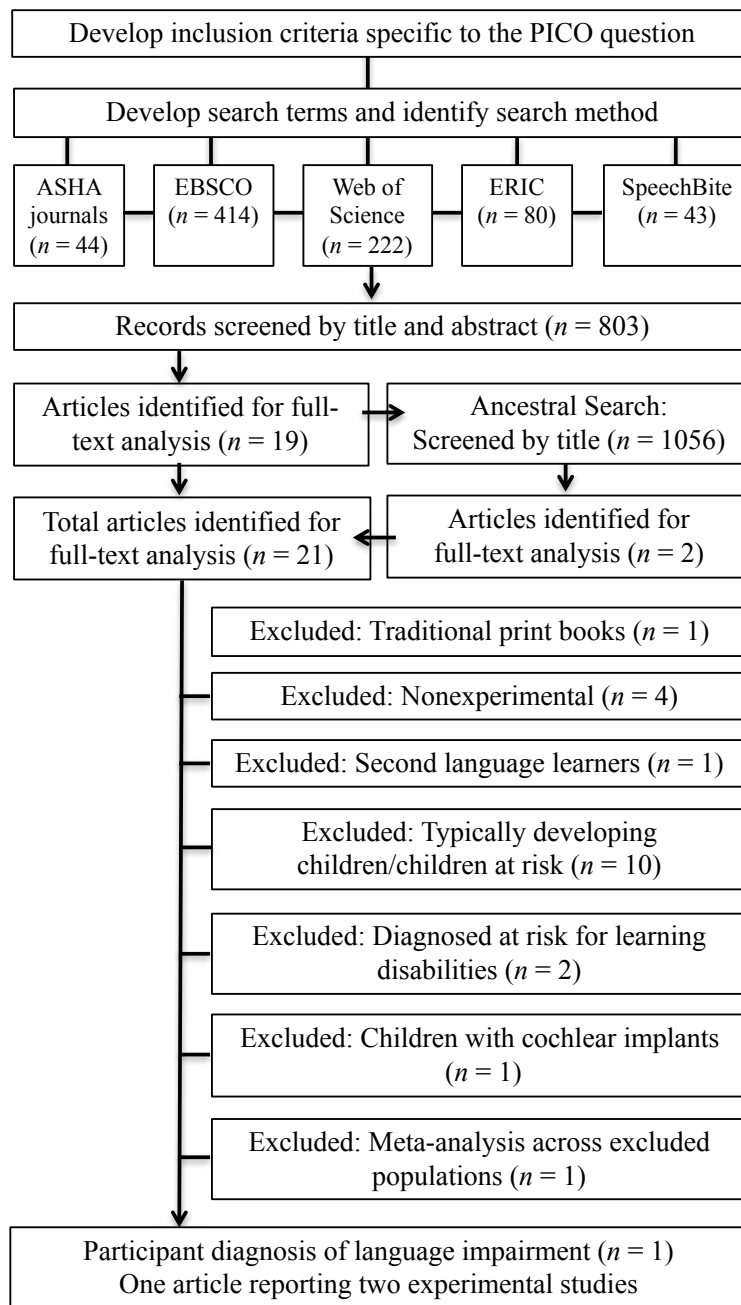 Develop inclusion criteria specific to the PICO question
Develop search terms and identify search method
ASHA
journals
(n = 44)
EBSCO
(n = 414)
Web of
Science
(n = 222)
ERIC
(n = 80)
SpeechBite
(n = 43)
Records screened by title and abstract (n = 803)
Articles identified for full-
text analysis (n = 19)
Ancestral Search:
Screened by title (n = 1056)
Total articles identified for
full-text analysis (n = 21)
Articles identified for
full-text analysis (n = 2)
Excluded: Traditional print books (n = 1)
Excluded: Nonexperimental (n = 4)
Excluded: Second language learners (n = 1)
Excluded: Typically developing
children/children at risk (n = 10)
Excluded: Diagnosed at risk for learning
disabilities (n = 2)
Excluded: Children with cochlear implants
(n = 1)
Excluded: Meta-analysis across excluded
populations (n = 1)
Participant diagnosis of language impairment (n = 1)
One article reporting two experimental studies